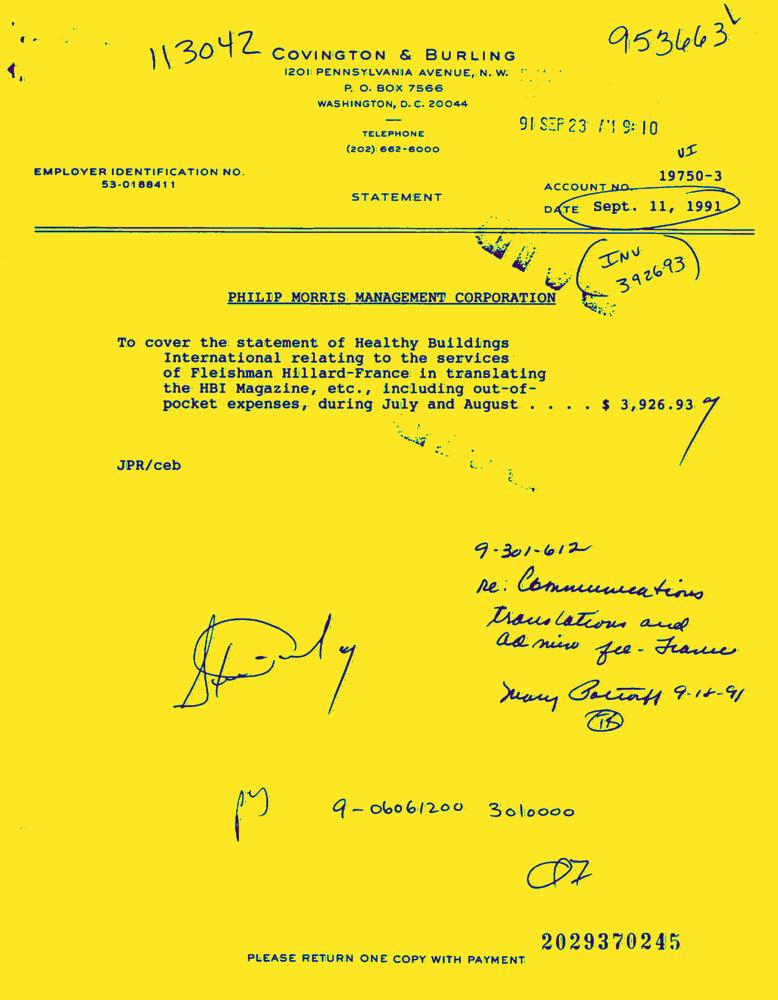 113042
953663
COVINGTON & BURLING
1201 PENNSYLVANIA AVENUE, N. W.
P. O. BOX 7566
WASHINGTON, D. C. 20044
TELEPHONE
(202) 662-6000
91 SEP 23 9:10
VI
EMPLOYER IDENTIFICATION NO.
53-0188411
STATEMENT
ACCOUNT NO. 19750-3
DATE Sept. 11, 1991
INV
392693
PHILIP MORRIS MANAGEMENT CORPORATION
To cover the statement of Healthy Buildings
International relating to the services
of Fleishman Hillard-France in translating
the HBI Magazine, etc., including out-of-
pocket expenses, during July and August . . . . $ 3,926.93
JPR/ceb
9-301-612
re: Communications
translations and
admin fee - France
Mary 9-18-91
9-06061200 3010000
2029370245
PLEASE RETURN ONE COPY WITH PAYMENT